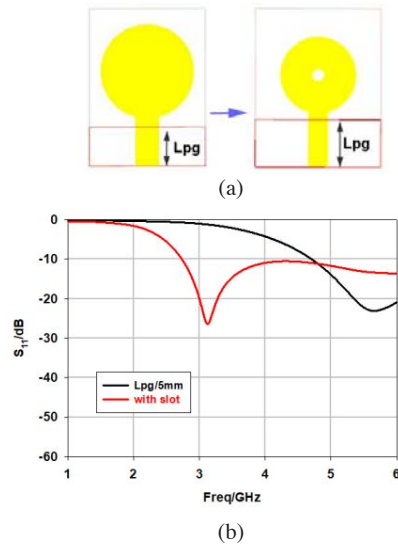 Lpg
Lpg
(a)
0
-10
-20
-30
-40
-50
-60
S11/dB
Lpg/5mm
with slot
1
2
3
4
5
6
Freq/GHz
(b)